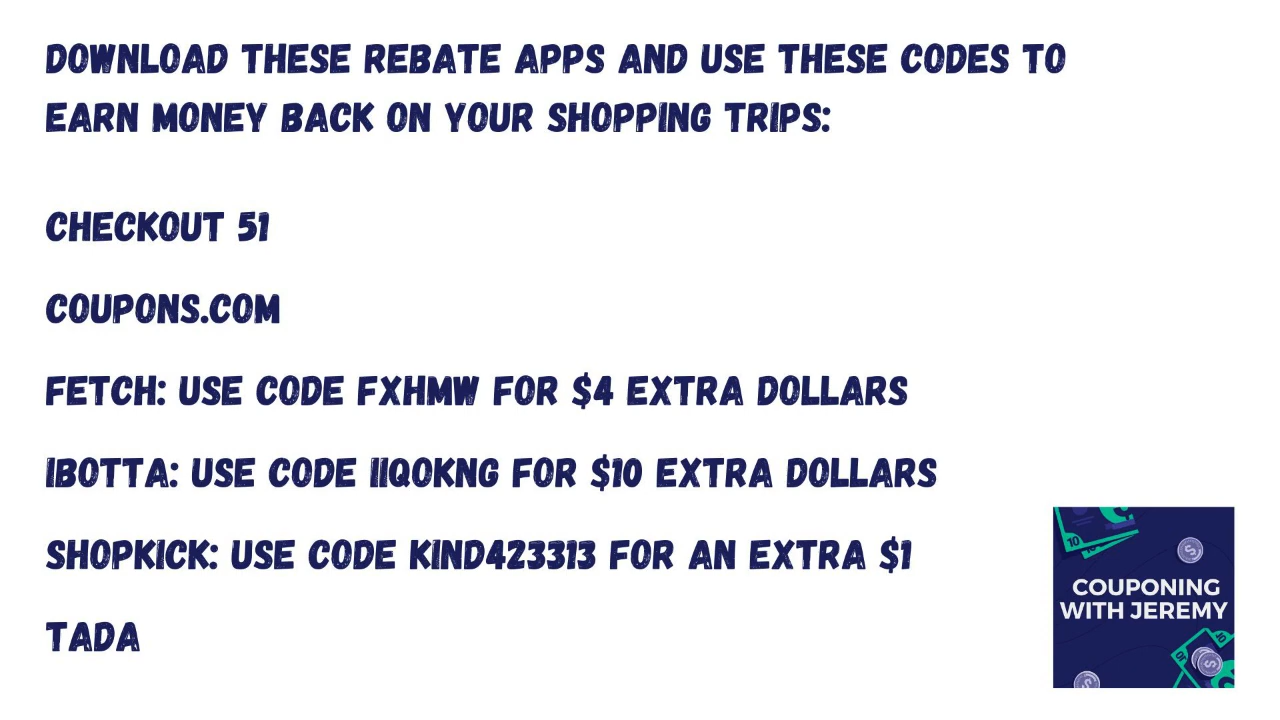 DOWNLOAD THESE REBATE APPS AND USE THESE CODES TO
EARN MONEY BACK ON YOUR SHOPPING TRIPS:
CHECKOUT 51
COUPONS.COM
FETCH: USE CODE FXHMW FOR $4 EXTRA DOLLARS
IBOTTA: USE CODE IIQOKNG FOR $10 EXTRA DOLLARS
SHOPKICK: USE CODE KIND423313 FOR AN EXTRA $1
TADA
10
COUPONING
WITH JEREMY
10